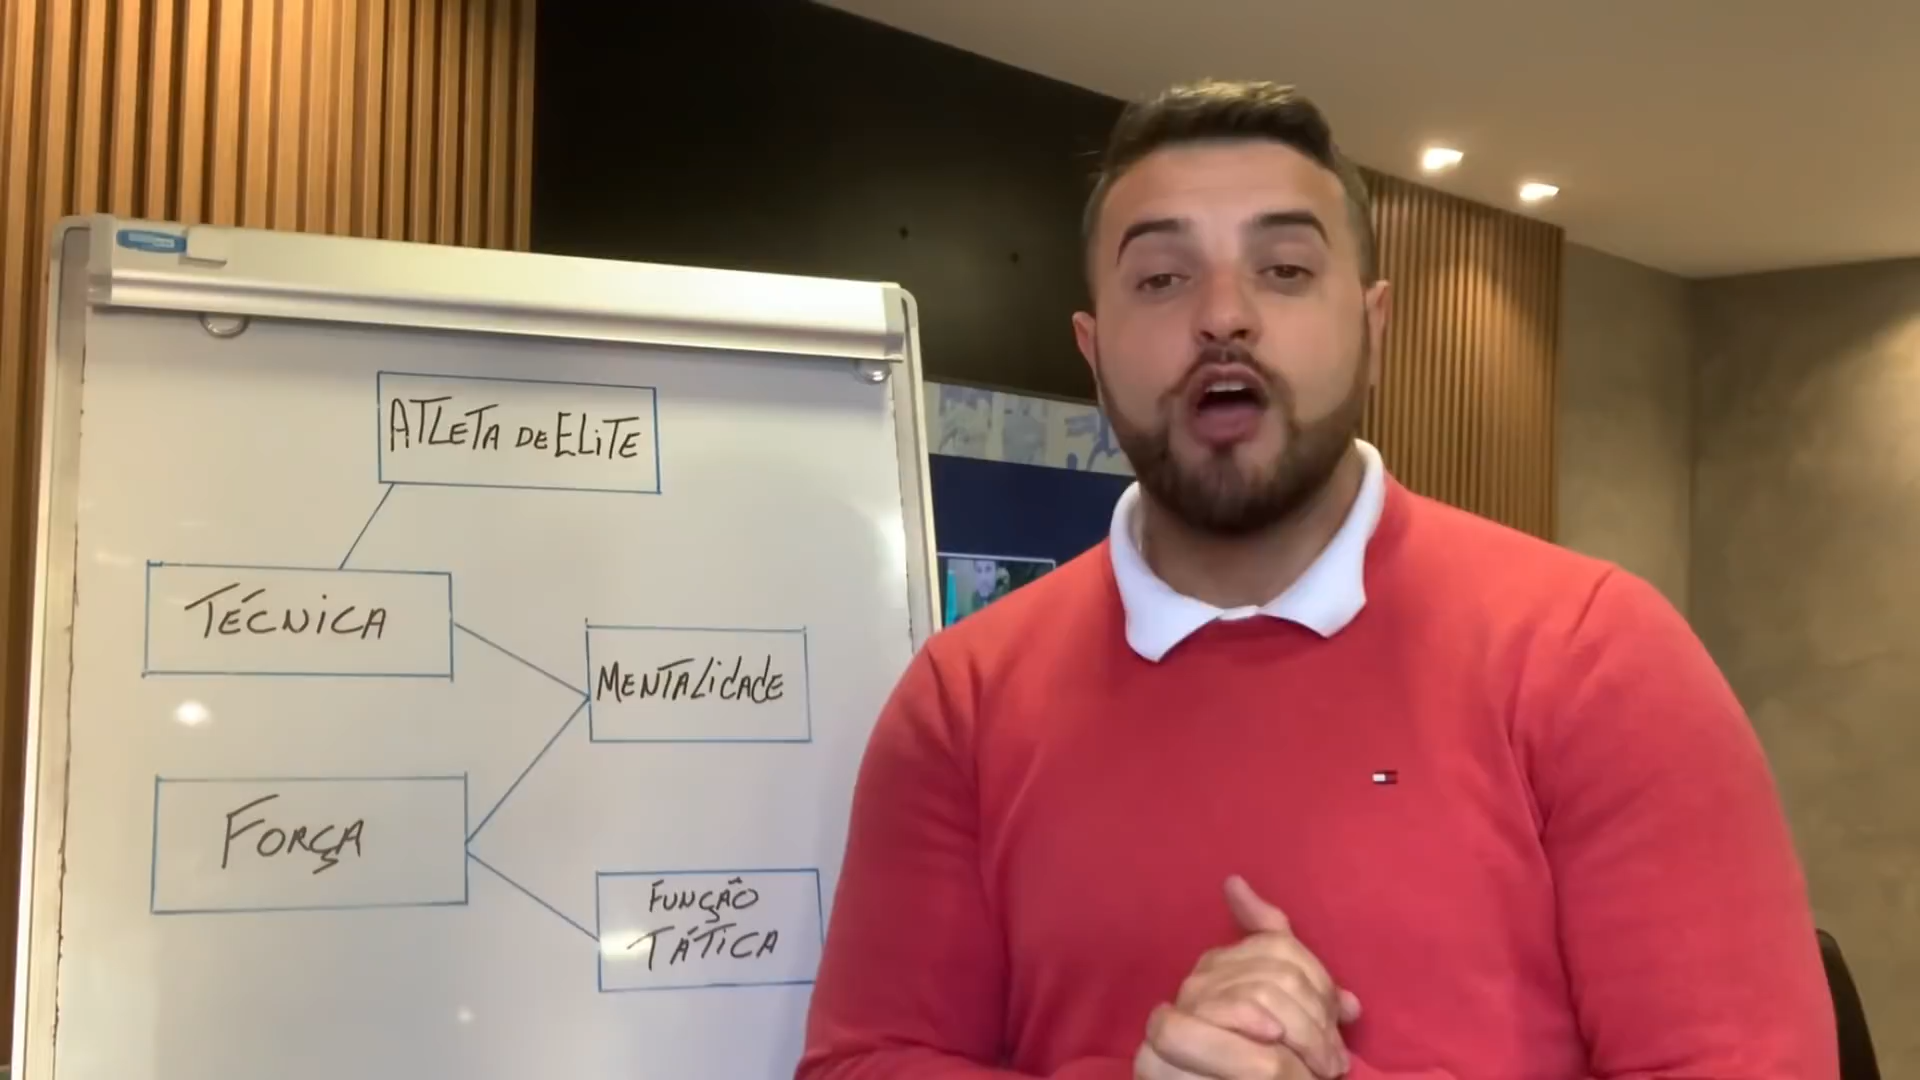 ATLETA DE ELITE
TÉCNICA
MENTALIDADE
FORÇA
FUNÇÃO
TÁTICA